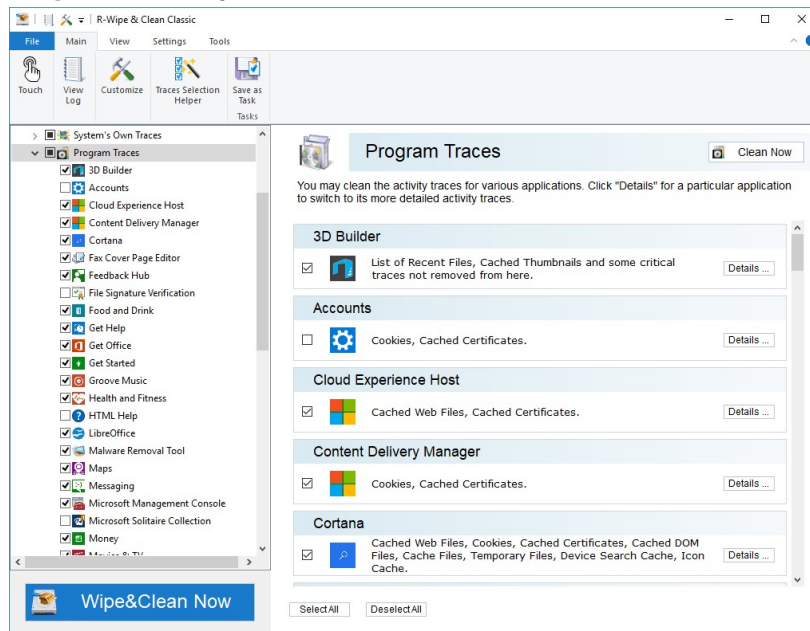 R-Wipe & Clean Classic
File
Main
View
Settings
Tools
Touch
View
Log
Customize
Traces Selection
Helper
Save as
Task
Tasks
System's Own Traces
Program Traces
3D Builder
Accounts
Cloud Experience Host
Content Delivery Manager
Cortana
Fax Cover Page Editor
Feedback Hub
File Signature Verification
Food and Drink
Get Help
Get Office
Get Started
Groove Music
Health and Fitness
HTML Help
LibreOffice
Malware Removal Tool
Maps
Messaging
Microsoft Management Console
Microsoft Solitaire Collection
Money
Wipe&Clean Now
Program Traces
Clean Now
You may clean the activity traces for various applications. Click "Details" for a particular application
to switch to its more detailed activity traces.
3D Builder
List of Recent Files, Cached Thumbnails and some critical
traces not removed from here.
Details ...
Accounts
Cookies, Cached Certificates.
Details ...
Cloud Experience Host
Cached Web Files, Cached Certificates.
Details ...
Content Delivery Manager
Cookies, Cached Certificates.
Details ...
Cortana
Cached Web Files, Cookies, Cached Certificates, Cached DOM
Files, Cache Files, Temporary Files, Device Search Cache, Icon
Cache.
Details ...
Select All
Deselect All